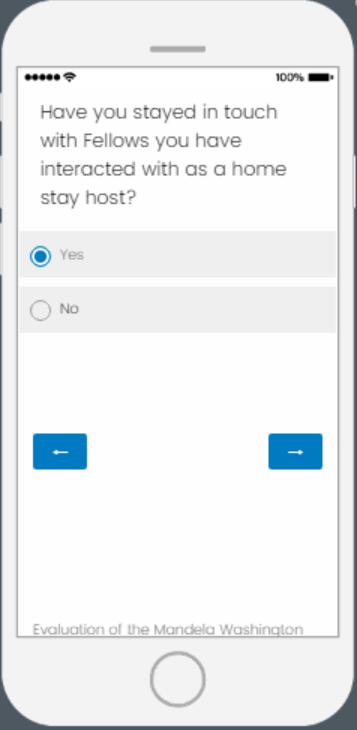 100%
Have you stayed in touch
with Fellows you have
interacted with as a home
stay host?
Yes
No
←
→
Evaluation of the Mandela Washington